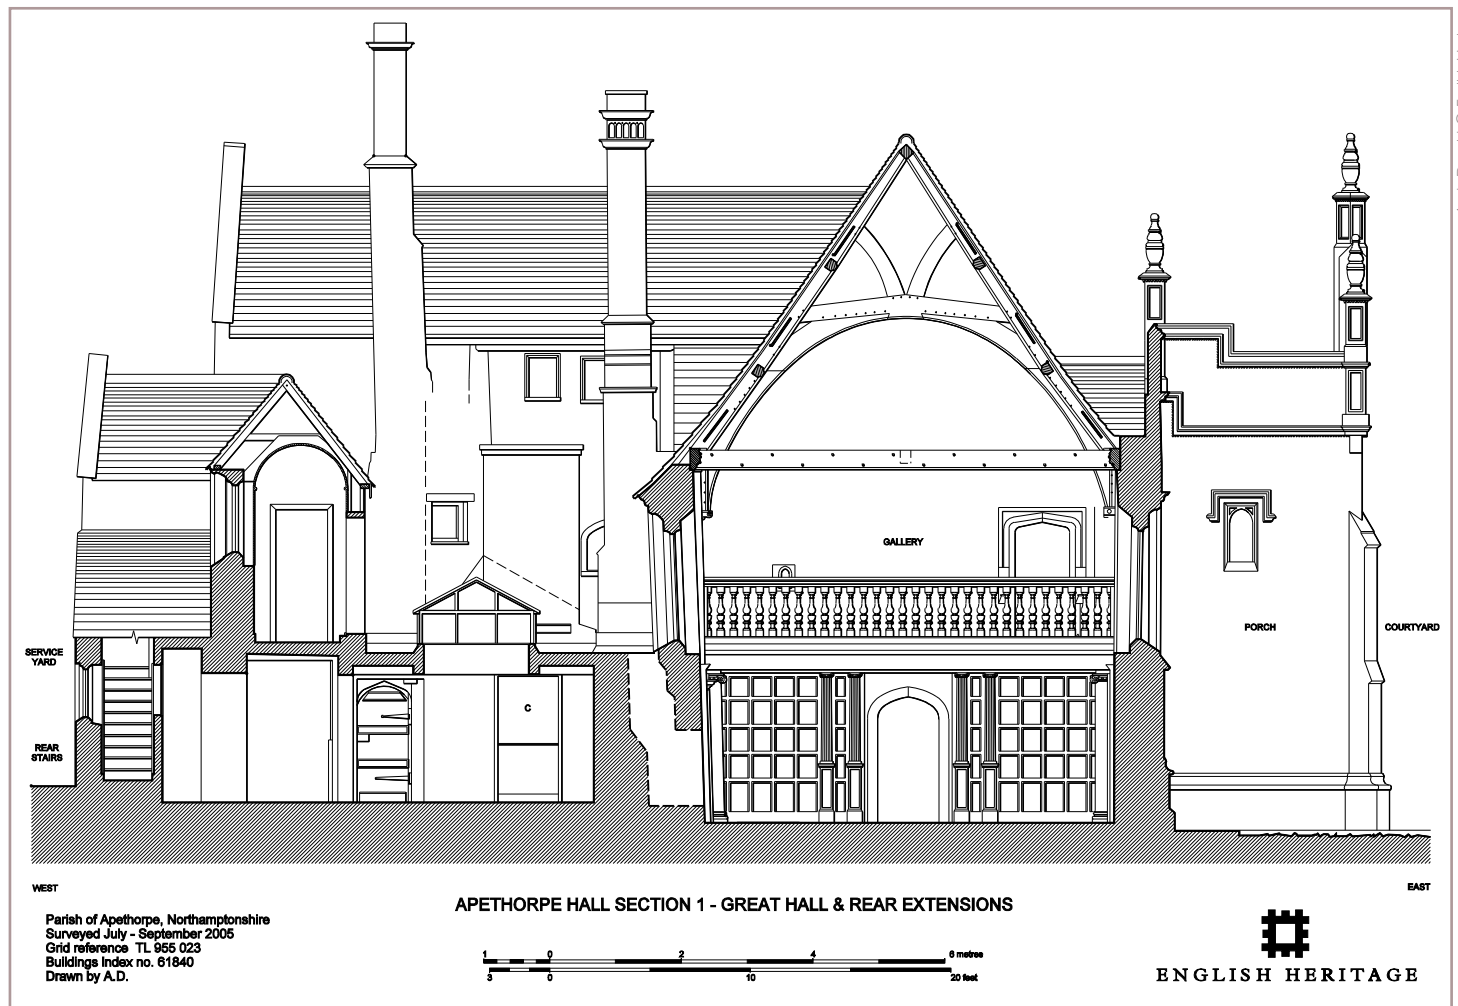 GALLERY
PORCH
COURTYARD
SERVICE
YARD
C
REAR
STAIRS
WEST
EAST
APETHORPE HALL SECTION 1 - GREAT HALL & REAR EXTENSIONS
Parish of Apethorpe, Northamptonshire
Surveyed July - September 2005
Grid reference TL 955 023
Buildings Index no. 61840
Drawn by A.D.
1 0 2 4 6 metres
3 0 10 20 feet
ENGLISH HERITAGE